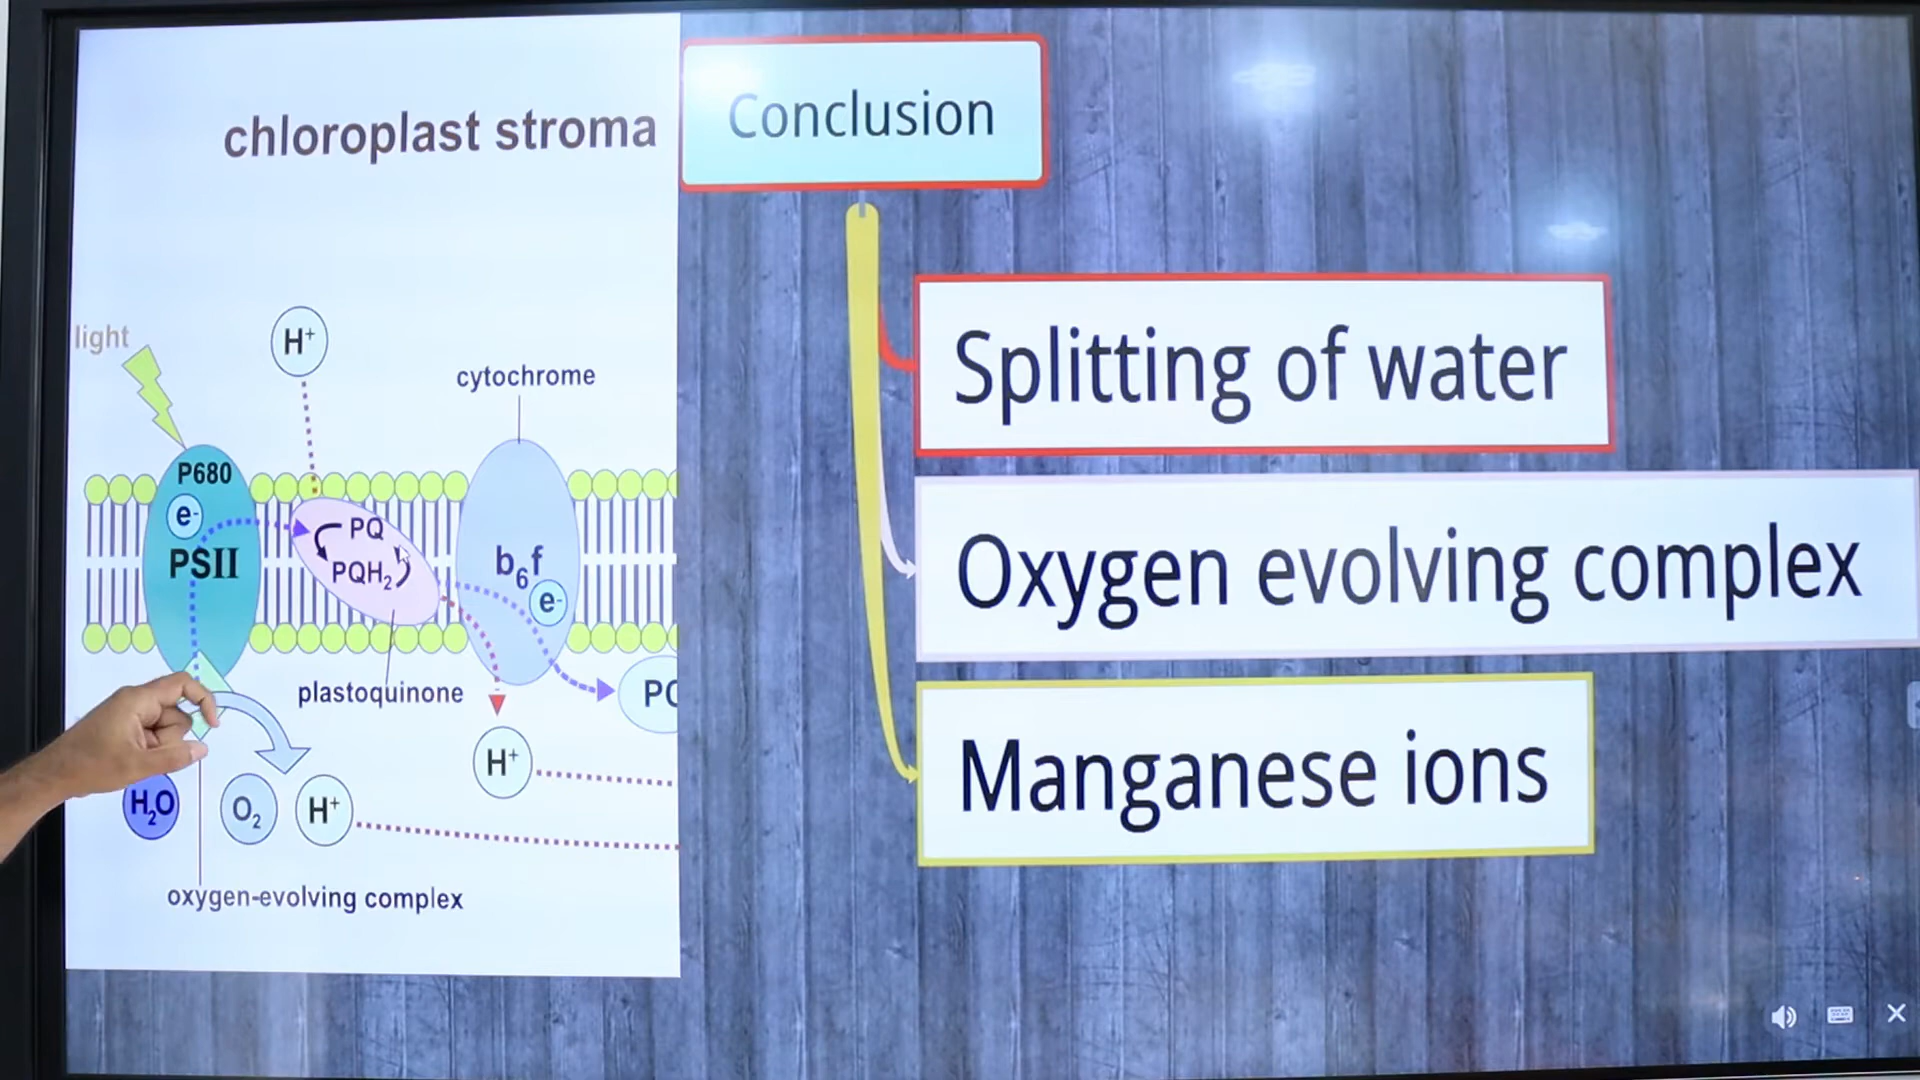 chloroplast stroma
light
H+
cytochrome
P680
e-
PSII
PQ
PQH2
b6f
e-
plastoquinone
PC
H+
H2O
O2
H+
oxygen-evolving complex
Conclusion
Splitting of water
Oxygen evolving complex
Manganese ions